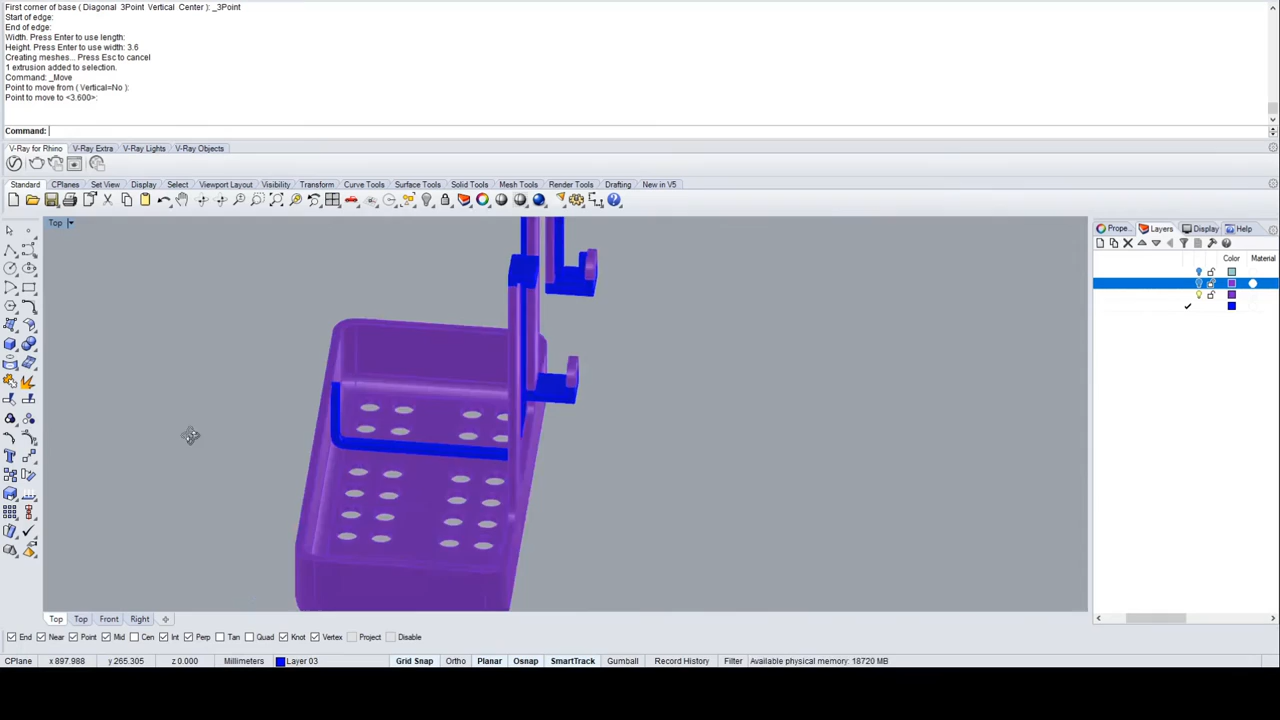 First corner of base ( Diagonal  3Point  Vertical  Center ): _3Point
Start of edge:
End of edge:
Width. Press Enter to use length:
Height. Press Enter to use width: 3.6
Creating meshes... Press Esc to cancel
1 extrusion added to selection.
Command: _Move
Point to move from ( Vertical=No ):
Point to move to <3.600>:
Command:
V-Ray for Rhino V-Ray Extra V-Ray Lights V-Ray Objects
Standard CPlanes Set View Display Select Viewport Layout Visibility Transform Curve Tools Surface Tools Solid Tools Mesh Tools Render Tools Drafting New in V5
Top
Prope... Layers Display Help
Color Material
Top Top Front Right
End Near Point Mid Cen Int Perp Tan Quad Knot Vertex Project Disable
CPlane x 897.988 y 265.305 z 0.000 Millimeters Layer 03 Grid Snap Ortho Planar Osnap SmartTrack Gumball Record History Filter Available physical memory: 18720 MB